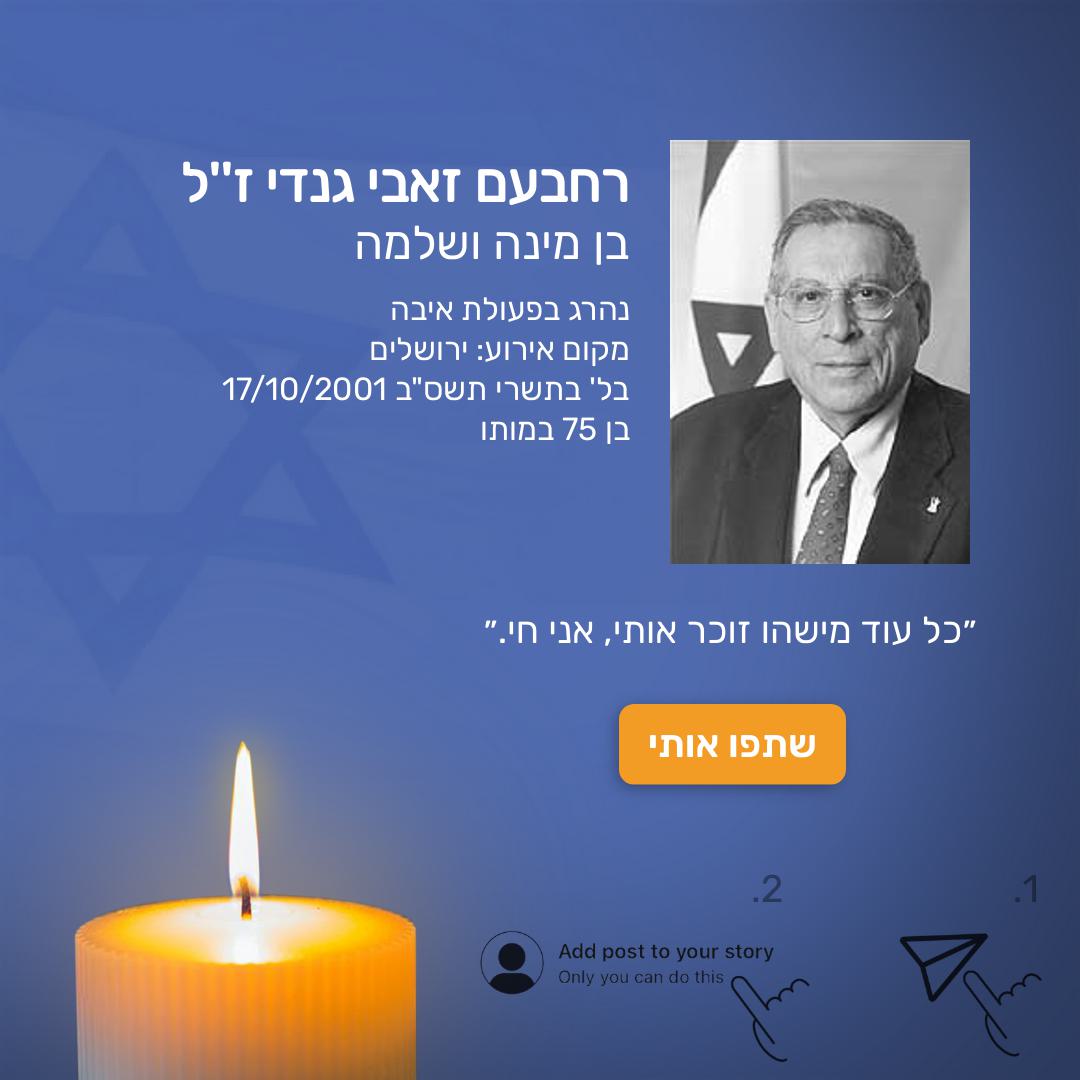 רחבעם זאבי גנדי ז"ל
בן מינה ושלמה
נהרג בפעולת איבה
מקום אירוע: ירושלים
בל' בתשרי תשס"ב 17/10/2001
בן 75 במותו
״כל עוד מישהו זוכר אותי, אני חי.״
שתפו אותי
1.
2.
Add post to your story
Only you can do this